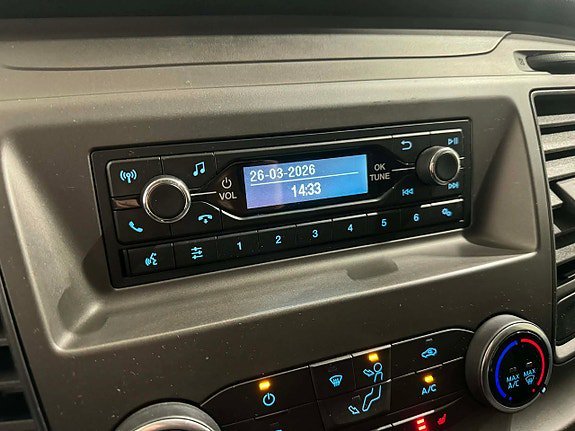 26-03-2026
14:33
VOL
OK
TUNE
1 2 3 4 5 6
A/C
MAX
A/C
MAX